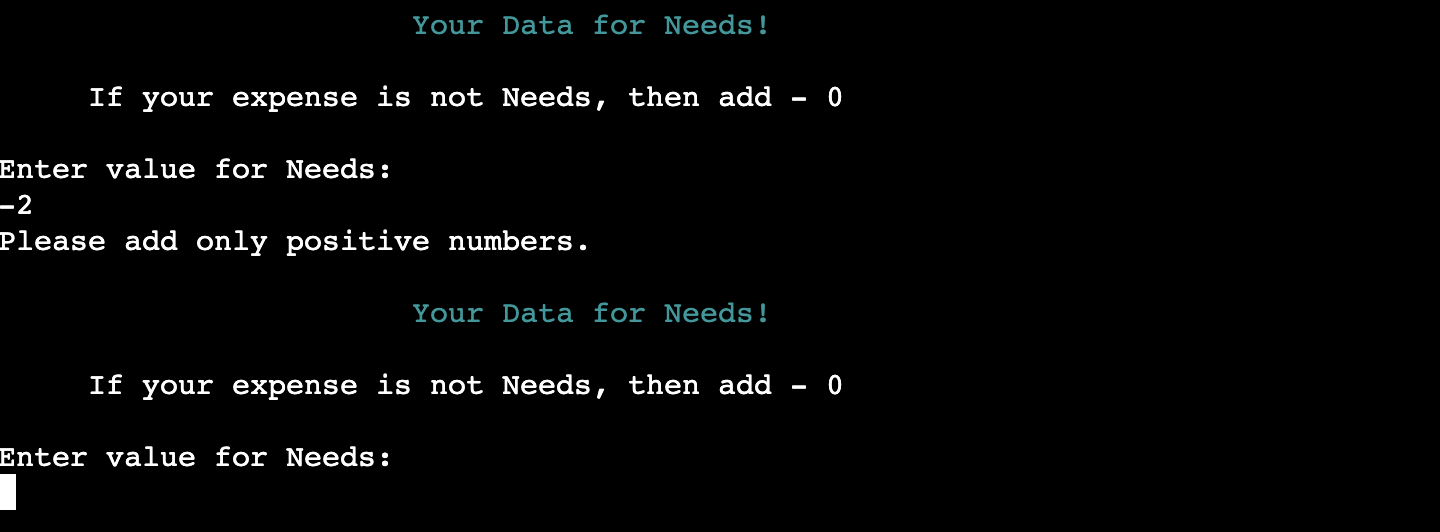 Your Data for Needs!
If your expense is not Needs, then add - 0
Enter value for Needs:
-2
Please add only positive numbers.
Your Data for Needs!
If your expense is not Needs, then add - 0
Enter value for Needs: